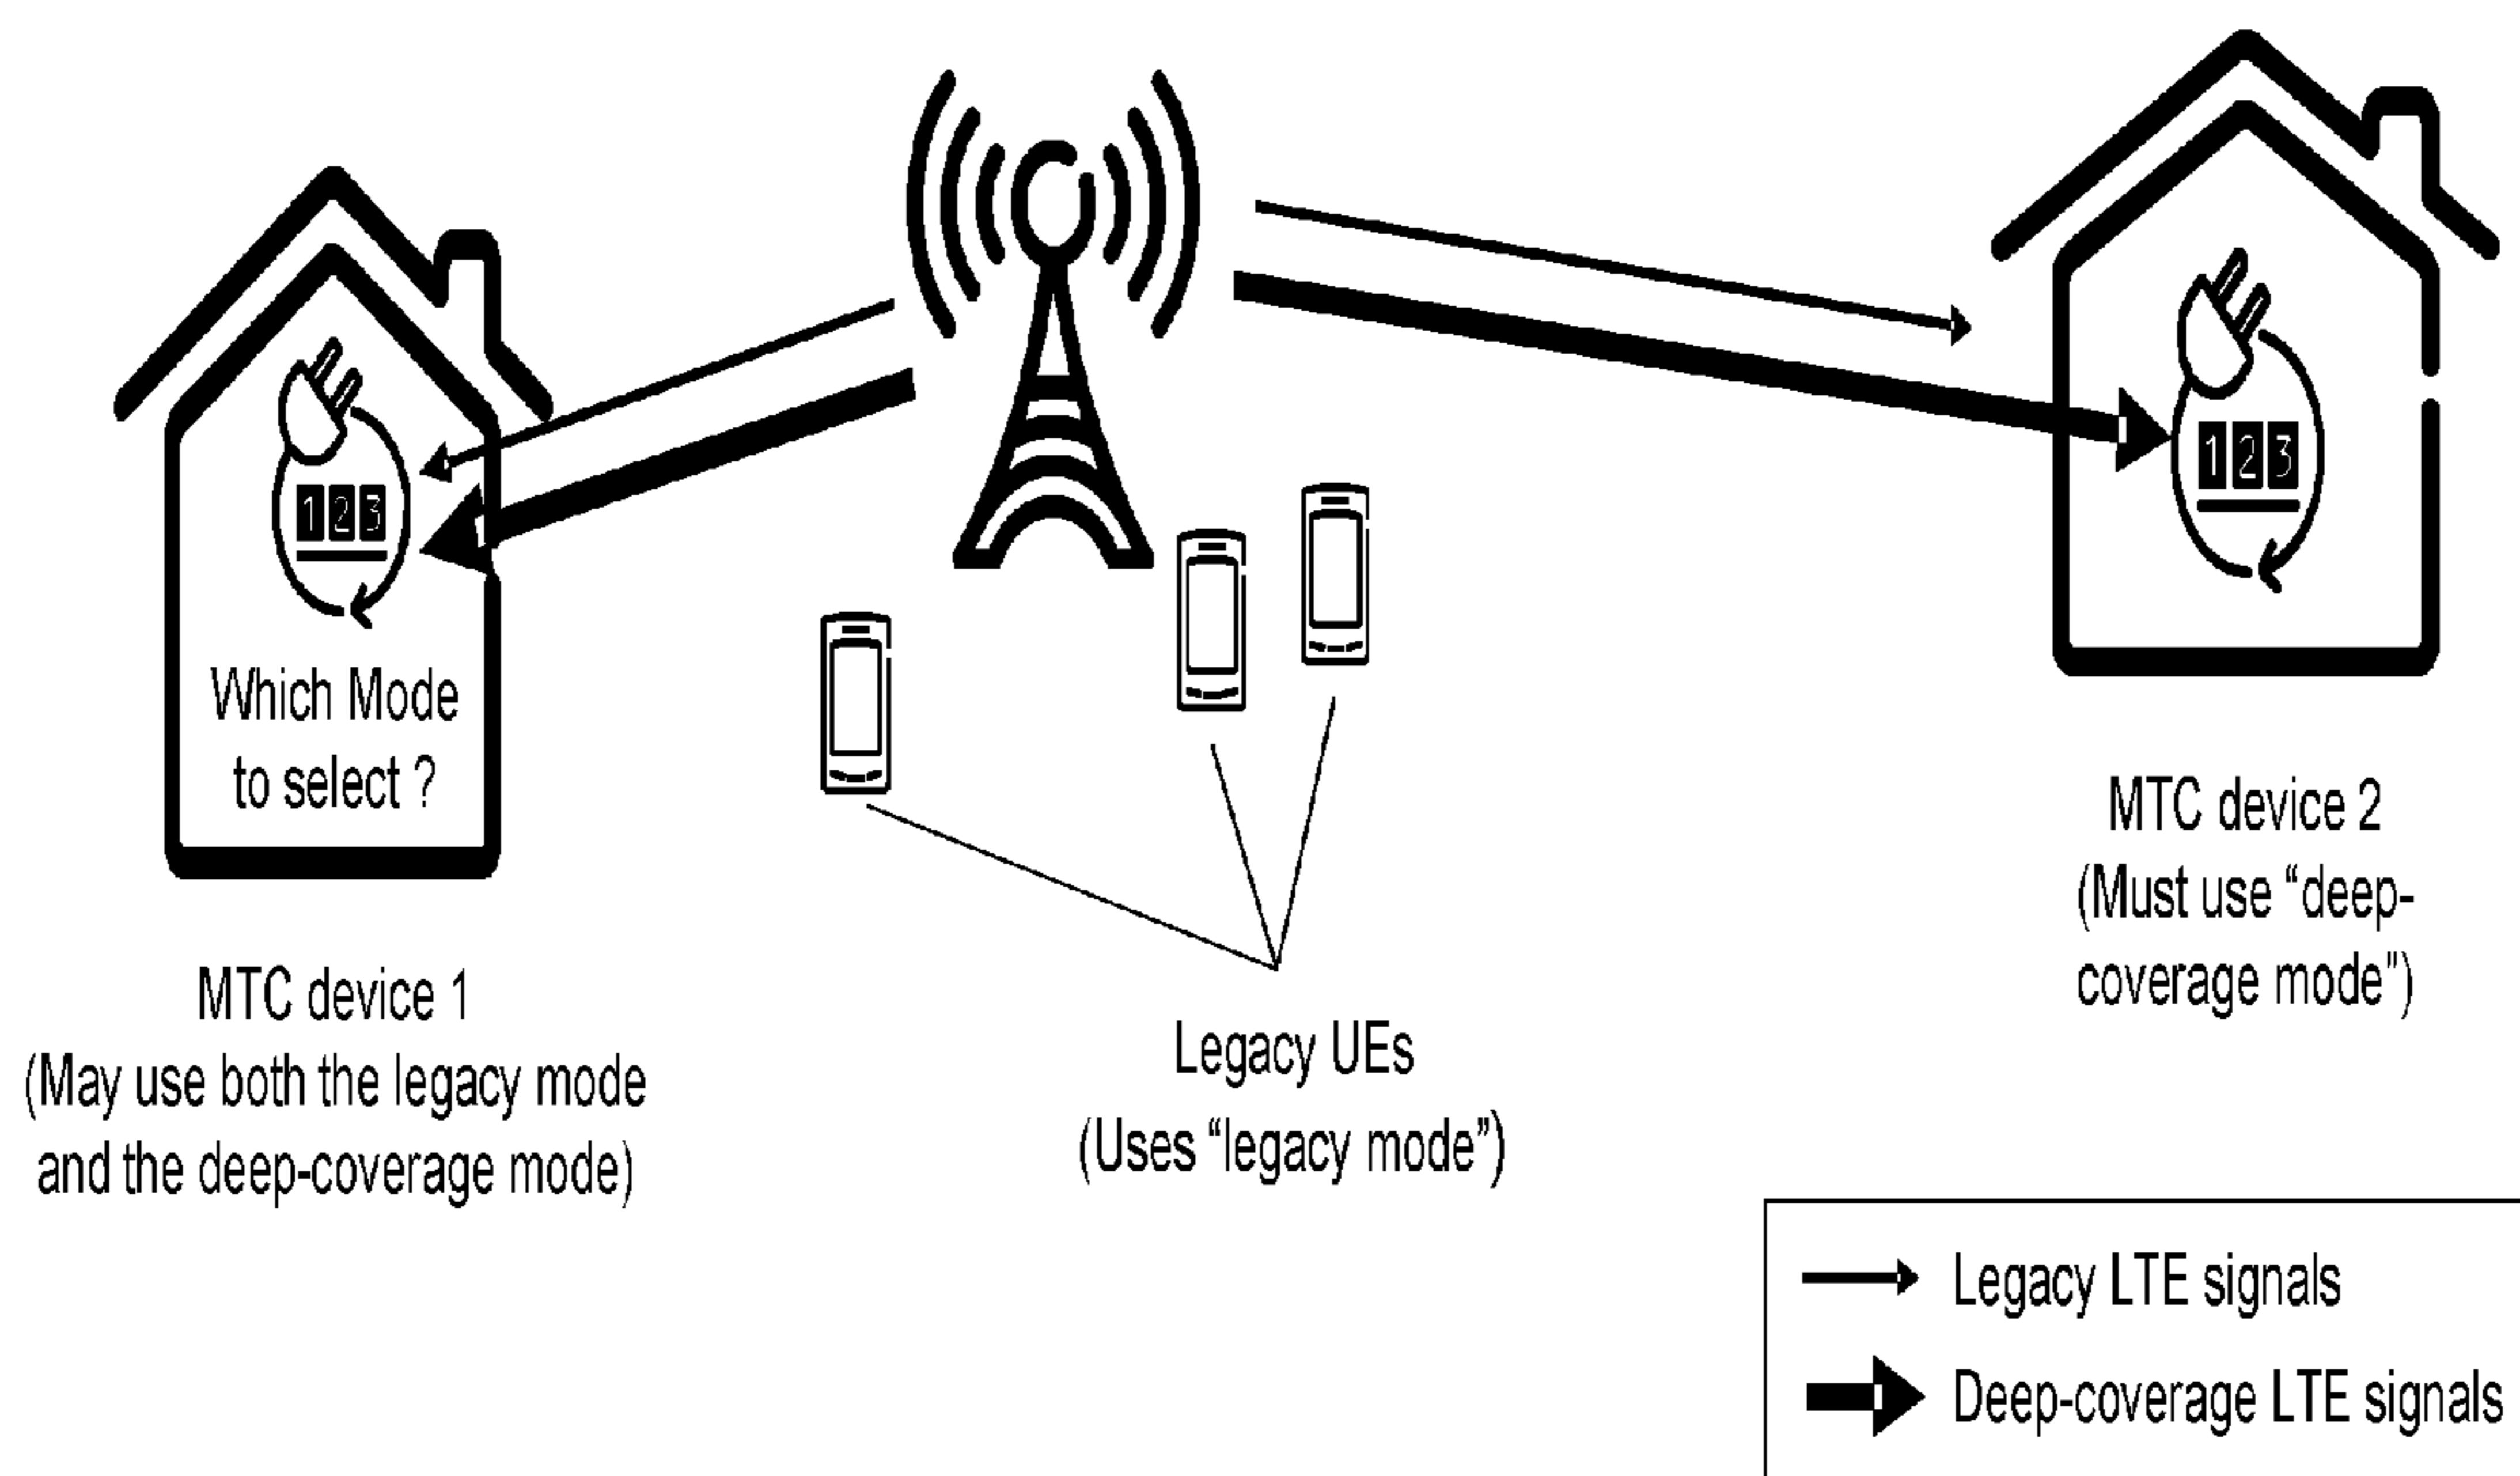 123
Which Mode
to select ?
MTC device 1
(May use both the legacy mode
and the deep-coverage mode)
Legacy UEs
(Uses “legacy mode”)
123
MTC device 2
(Must use “deep-
coverage mode”)
Legacy LTE signals
Deep-coverage LTE signals